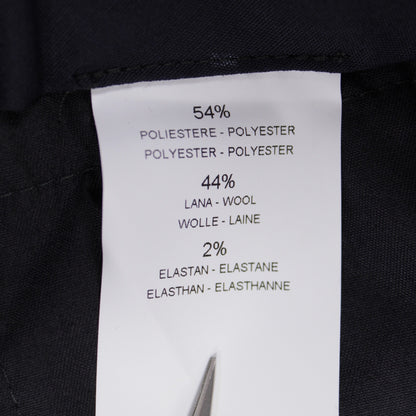 54%
POLIESTERE - POLYESTER
POLYESTER - POLYESTER
44%
LANA - WOOL
WOLLE - LAINE
2%
ELASTAN - ELASTANE
ELASTHAN - ELASTHANNE